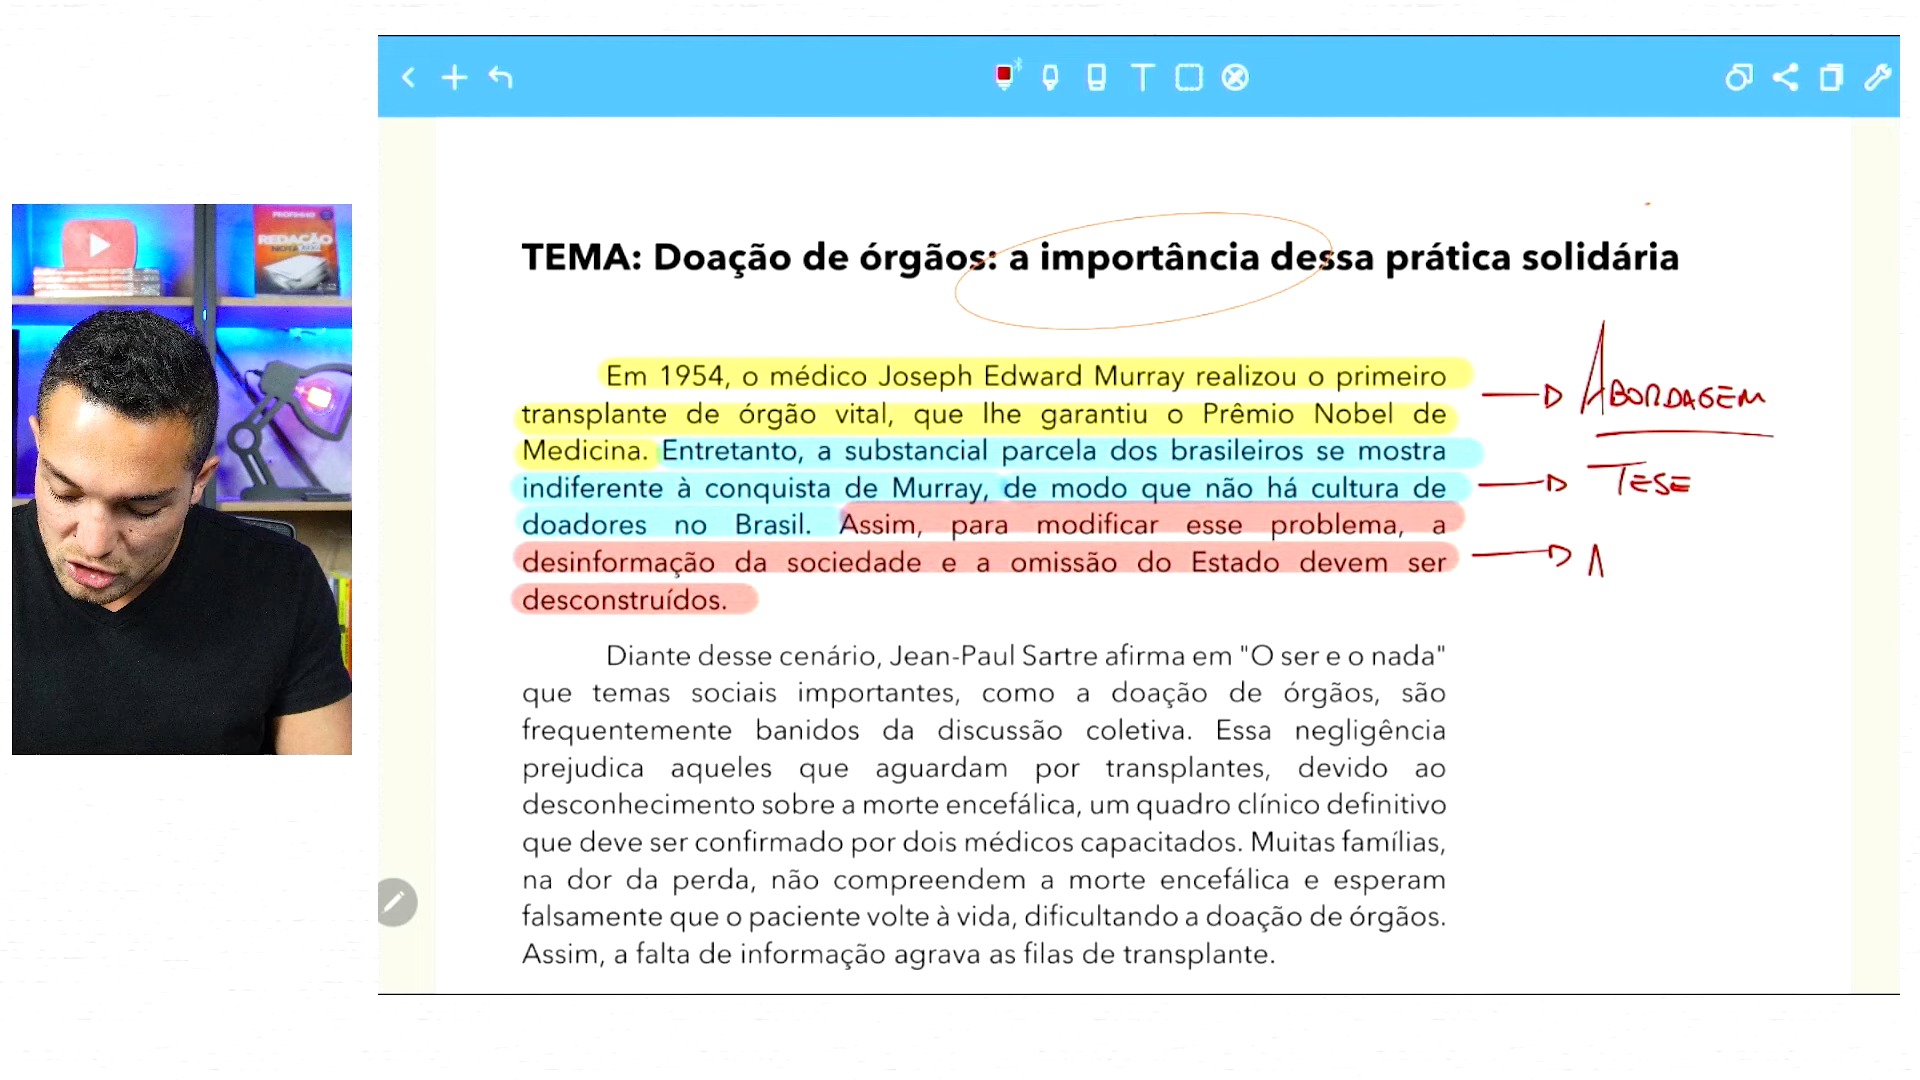 PROFINHO
REDAÇÃO
TEMA: Doação de órgãos: a importância dessa prática solidária
Em 1954, o médico Joseph Edward Murray realizou o primeiro
transplante de órgão vital, que lhe garantiu o Prêmio Nobel de
Medicina. Entretanto, a substancial parcela dos brasileiros se mostra
indiferente à conquista de Murray, de modo que não há cultura de
doadores no Brasil. Assim, para modificar esse problema, a
desinformação da sociedade e a omissão do Estado devem ser
desconstruídos.
ABORDAGEM
TESE
A
Diante desse cenário, Jean-Paul Sartre afirma em "O ser e o nada"
que temas sociais importantes, como a doação de órgãos, são
frequentemente banidos da discussão coletiva. Essa negligência
prejudica aqueles que aguardam por transplantes, devido ao
desconhecimento sobre a morte encefálica, um quadro clínico definitivo
que deve ser confirmado por dois médicos capacitados. Muitas famílias,
na dor da perda, não compreendem a morte encefálica e esperam
falsamente que o paciente volte à vida, dificultando a doação de órgãos.
Assim, a falta de informação agrava as filas de transplante.